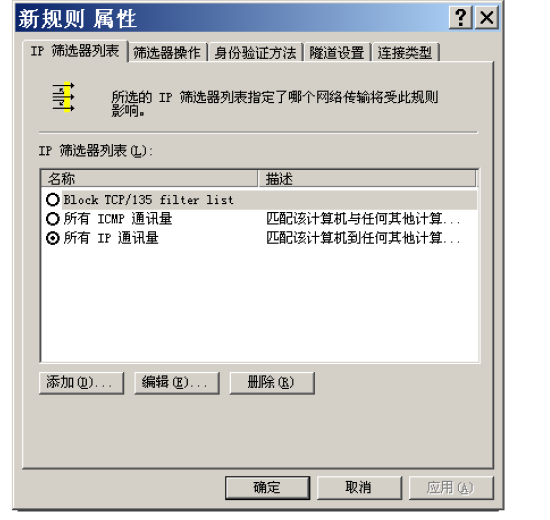 新规则 属性
IP 筛选器列表 筛选器操作 身份验证方法 隧道设置 连接类型
所选的 IP 筛选器列表指定了哪个网络传输将受此规则
影响。
IP 筛选器列表(L):
名称 描述
Block TCP/135 filter list
所有 ICMP 通讯量 匹配该计算机与任何其他计算...
所有 IP 通讯量 匹配该计算机到任何其他计算...
添加(D)... 编辑(E)... 删除(R)
确定 取消 应用(A)